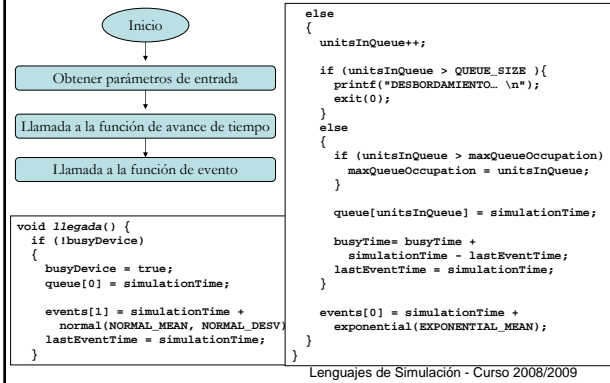 Inicio
Obtener parámetros de entrada
Llamada a la función de avance de tiempo
Llamada a la función de evento
void llegada() {
if (!busyDevice)
{
busyDevice = true;
queue[0] = simulationTime;
events[1] = simulationTime +
normal(NORMAL_MEAN, NORMAL_DESV)
lastEventTime = simulationTime;
}
else
{
unitsInQueue++;
if (unitsInQueue > QUEUE_SIZE ){
printf("DESBORDAMIENTO… \n");
exit(0);
}
else
{
if (unitsInQueue > maxQueueOccupation)
maxQueueOccupation = unitsInQueue;
}
queue[unitsInQueue] = simulationTime;
busyTime= busyTime +
simulationTime - lastEventTime;
lastEventTime = simulationTime;
}
events[0] = simulationTime +
exponential(EXPONENTIAL_MEAN);
}
}
Lenguajes de Simulación - Curso 2008/2009